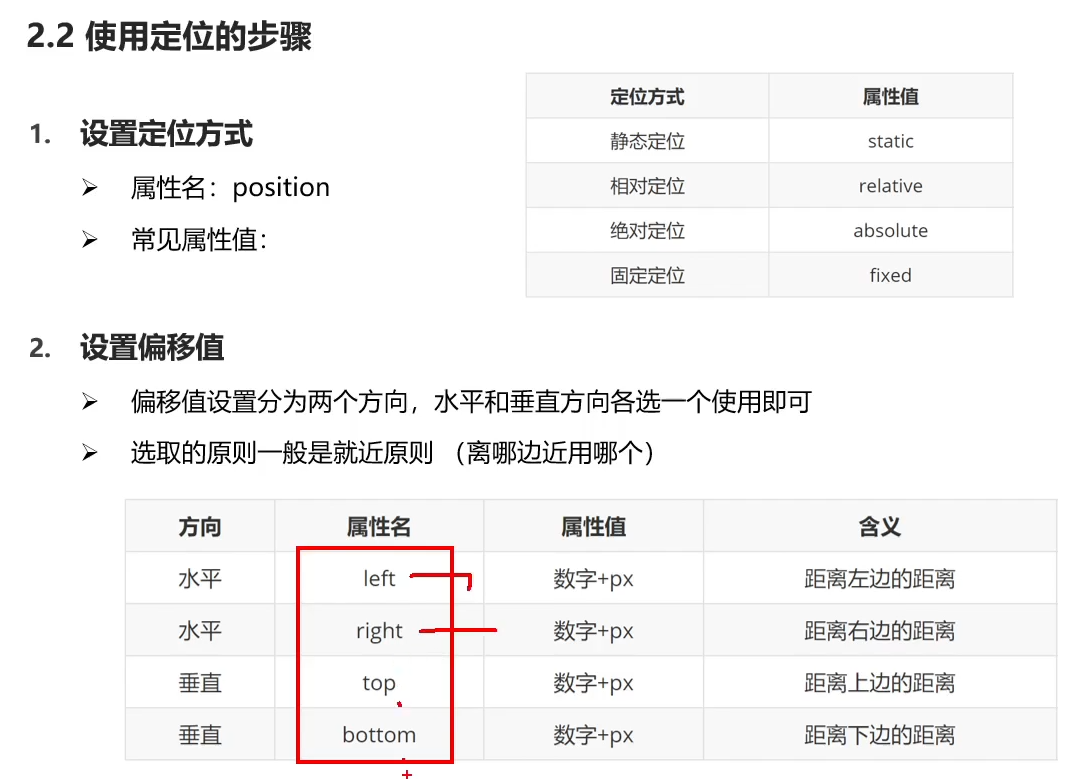 2.2 使用定位的步骤
1. 设置定位方式
➢ 属性名：position
➢ 常见属性值：
定位方式 属性值
静态定位 static
相对定位 relative
绝对定位 absolute
固定定位 fixed
2. 设置偏移值
➢ 偏移值设置分为两个方向，水平和垂直方向各选一个使用即可
➢ 选取的原则一般是就近原则 （离哪边近用哪个）
方向 属性名 属性值 含义
水平 left 数字+px 距离左边的距离
水平 right 数字+px 距离右边的距离
垂直 top 数字+px 距离上边的距离
垂直 bottom 数字+px 距离下边的距离